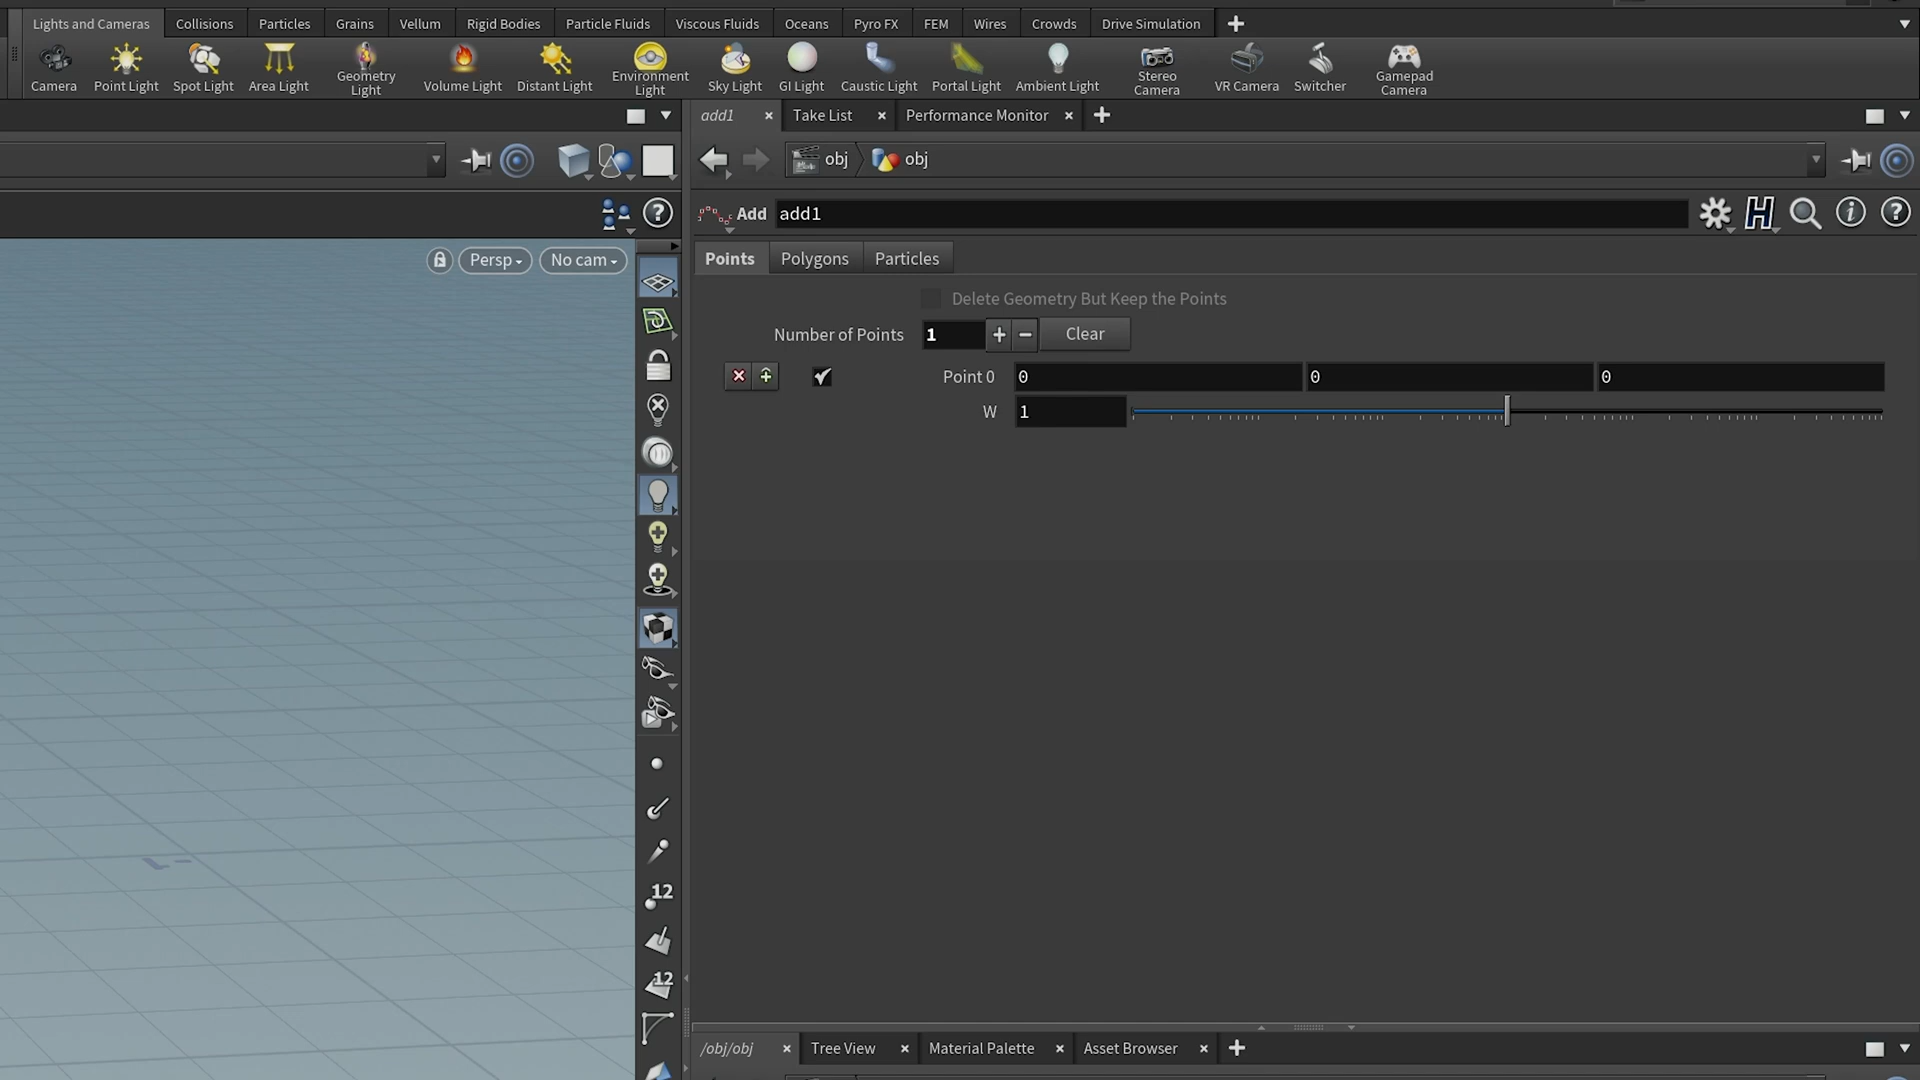 Lights and Cameras Collisions Particles Grains Vellum Rigid Bodies Particle Fluids Viscous Fluids Oceans Pyro FX FEM Wires Crowds Drive Simulation
Camera Point Light Spot Light Area Light Geometry Light Volume Light Distant Light Environment Light Sky Light GI Light Caustic Light Portal Light Ambient Light Stereo Camera VR Camera Switcher Gamepad Camera
add1 Take List Performance Monitor
obj obj
Add add1
Persp No cam
Points Polygons Particles
Delete Geometry But Keep the Points
Number of Points 1 Clear
Point 0 0 0 0
W 1
12
12
/obj/obj Tree View Material Palette Asset Browser